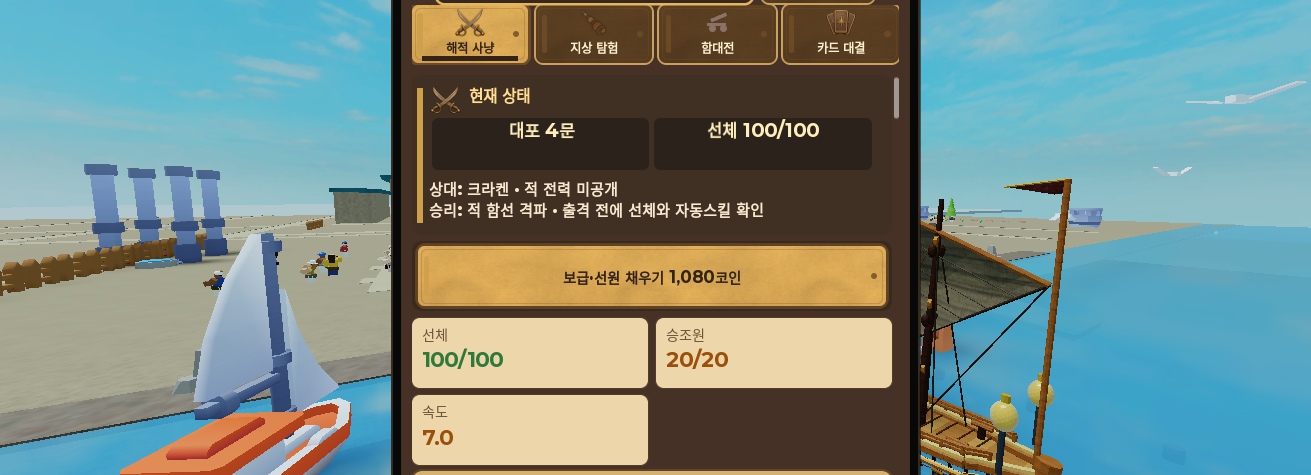 해적 사냥
지상 탐험
함대전
카드 대결
현재 상태
대포 4문
선체 100/100
상대: 크라켄 • 적 전력 미공개
승리: 적 함선 격파 • 출격 전에 선체와 자동스킬 확인
보급·선원 채우기 1,080코인
선체
100/100
승조원
20/20
속도
7.0